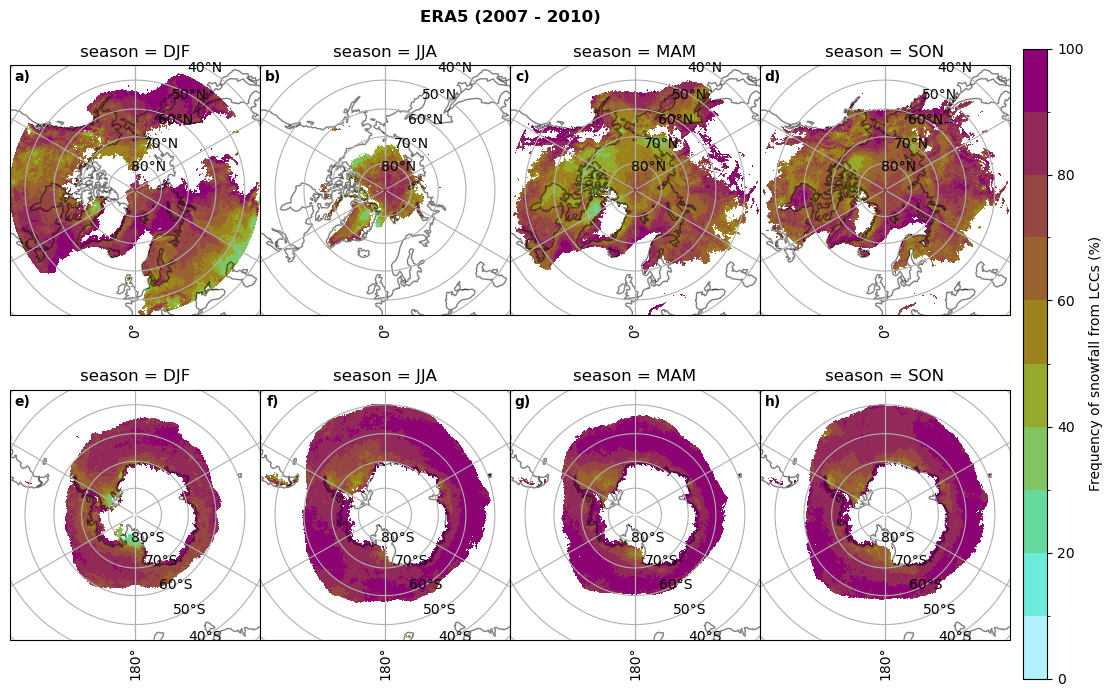 ERA5 (2007 - 2010)
season = DJF
season = JJA
season = MAM
season = SON
a)
b)
c)
d)
40°N
50°N
60°N
70°N
80°N
40°N
50°N
60°N
70°N
80°N
40°N
50°N
60°N
70°N
80°N
40°N
50°N
60°N
70°N
80°N
0°
0°
0°
0°
season = DJF
season = JJA
season = MAM
season = SON
e)
f)
g)
h)
80°S
70°S
60°S
50°S
40°S
80°S
70°S
60°S
50°S
40°S
80°S
70°S
60°S
50°S
40°S
80°S
70°S
60°S
50°S
40°S
180°
180°
180°
180°
100
80
60
40
20
0
Frequency of snowfall from LCCs (%)